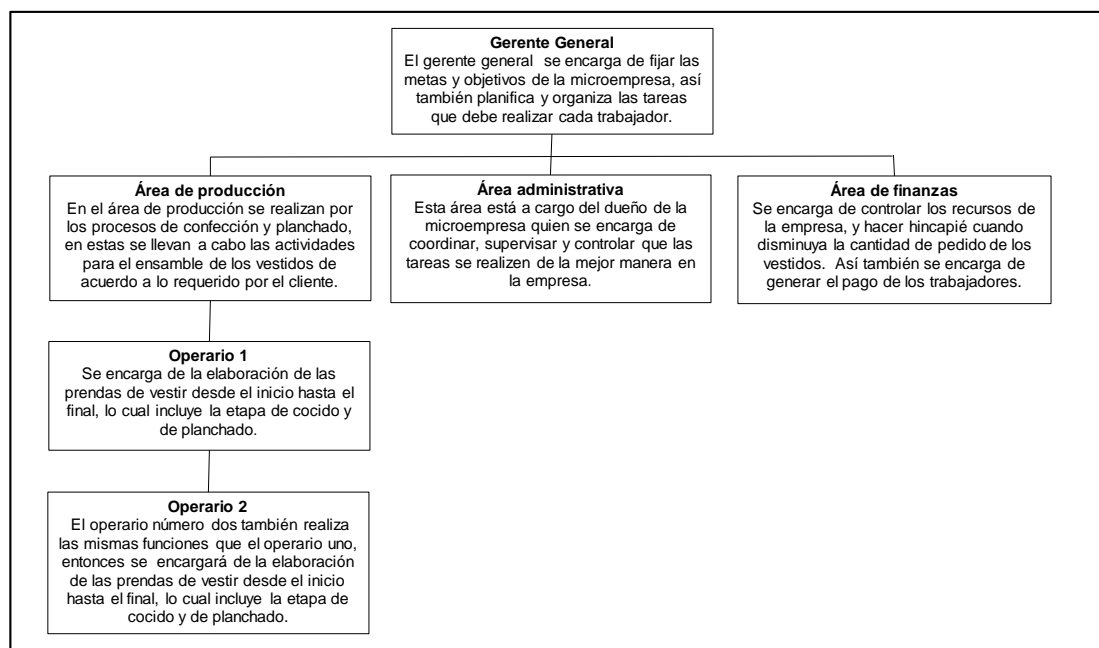 Gerente General
El gerente general se encarga de fijar las
metas y objetivos de la microempresa, así
también planifica y organiza las tareas
que debe realizar cada trabajador.
Área de producción
En el área de producción se realizan por
los procesos de confección y planchado,
en estas se llevan a cabo las actividades
para el ensamble de los vestidos de
acuerdo a lo requerido por el cliente.
Área administrativa
Esta área está a cargo del dueño de la
microempresa quien se encarga de
coordinar, supervisar y controlar que las
tareas se realizen de la mejor manera en
la empresa.
Área de finanzas
Se encarga de controlar los recursos de
la empresa, y hacer hincapié cuando
disminuya la cantidad de pedido de los
vestidos. Así también se encarga de
generar el pago de los trabajadores.
Operario 1
Se encarga de la elaboración de las
prendas de vestir desde el inicio hasta el
final, lo cual incluye la etapa de cocido y
de planchado.
Operario 2
El operario número dos también realiza
las mismas funciones que el operario uno,
entonces se encargará de la elaboración
de las prendas de vestir desde el inicio
hasta el final, lo cual incluye la etapa de
cocido y de planchado.